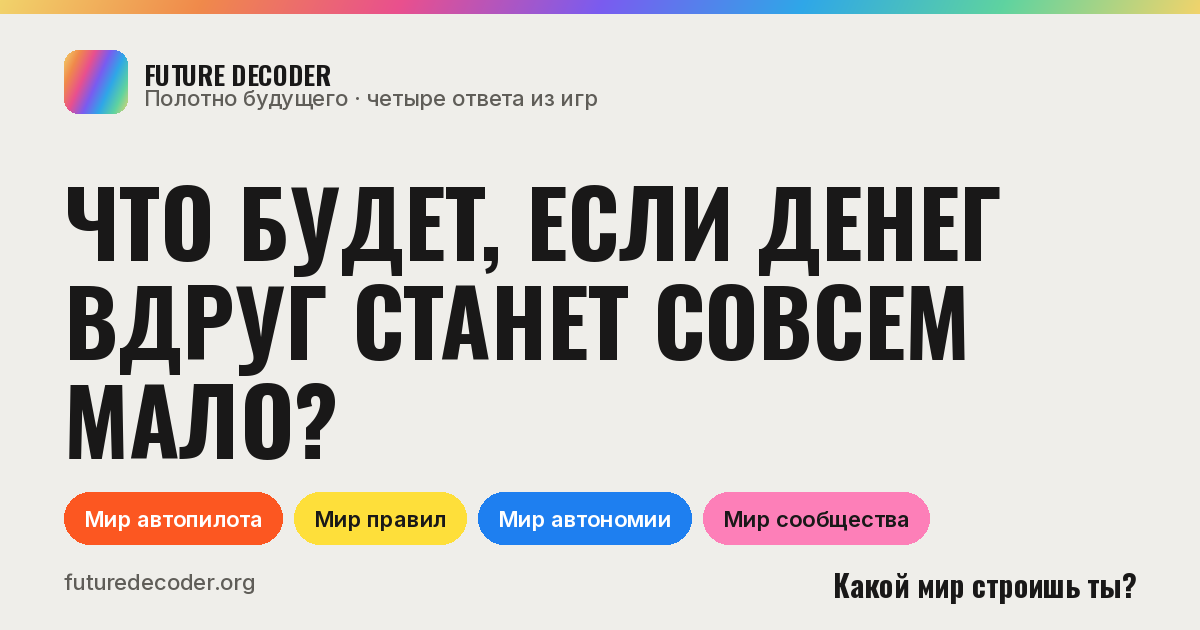 FUTURE DECODER
Полотно будущего · четыре ответа из игр
ЧТО БУДЕТ, ЕСЛИ ДЕНЕГ
ВДРУГ СТАНЕТ СОВСЕМ
МАЛО?
Мир автопилота
Мир правил
Мир автономии
Мир сообщества
futuredecoder.org
Какой мир строишь ты?